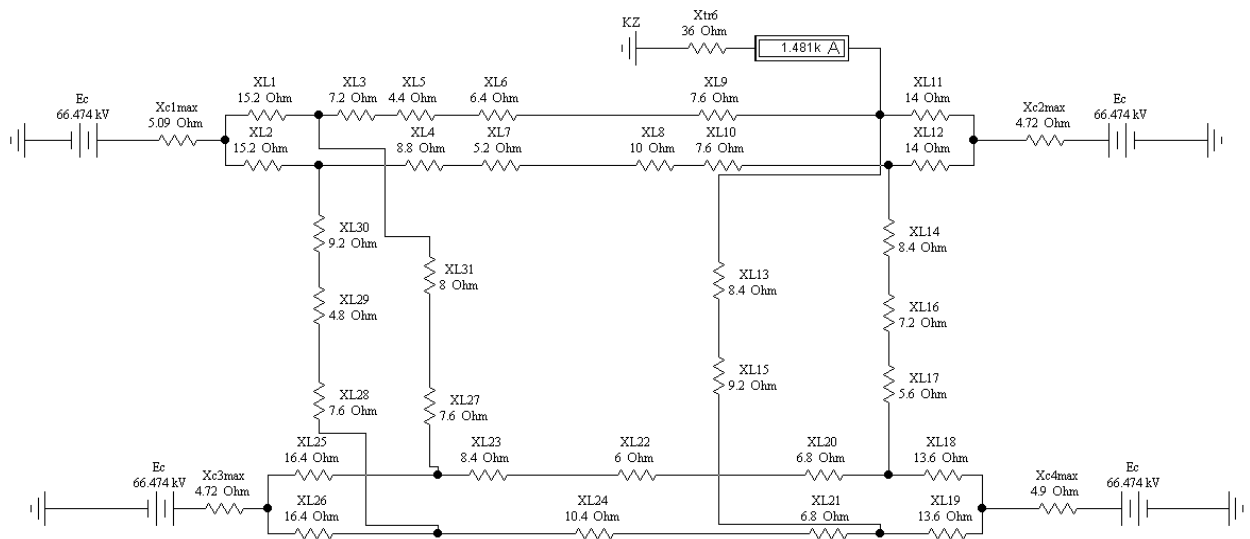 KZ
Xtr6
36 Ohm
1.481k A
XL1
15.2 Ohm
XL3
7.2 Ohm
XL5
4.4 Ohm
XL6
6.4 Ohm
XL9
7.6 Ohm
XL11
14 Ohm
Ec
66.474 kV
Xc1max
5.09 Ohm
XL2
15.2 Ohm
XL4
8.8 Ohm
XL7
5.2 Ohm
XL8
10 Ohm
XL10
7.6 Ohm
XL12
14 Ohm
Xc2max
4.72 Ohm
Ec
66.474 kV
XL30
9.2 Ohm
XL31
8 Ohm
XL13
8.4 Ohm
XL14
8.4 Ohm
XL29
4.8 Ohm
XL16
7.2 Ohm
XL28
7.6 Ohm
XL27
7.6 Ohm
XL15
9.2 Ohm
XL17
5.6 Ohm
XL25
16.4 Ohm
XL23
8.4 Ohm
XL22
6 Ohm
XL20
6.8 Ohm
XL18
13.6 Ohm
Ec
66.474 kV
Xc3max
4.72 Ohm
XL26
16.4 Ohm
XL24
10.4 Ohm
XL21
6.8 Ohm
XL19
13.6 Ohm
Xc4max
4.9 Ohm
Ec
66.474 kV